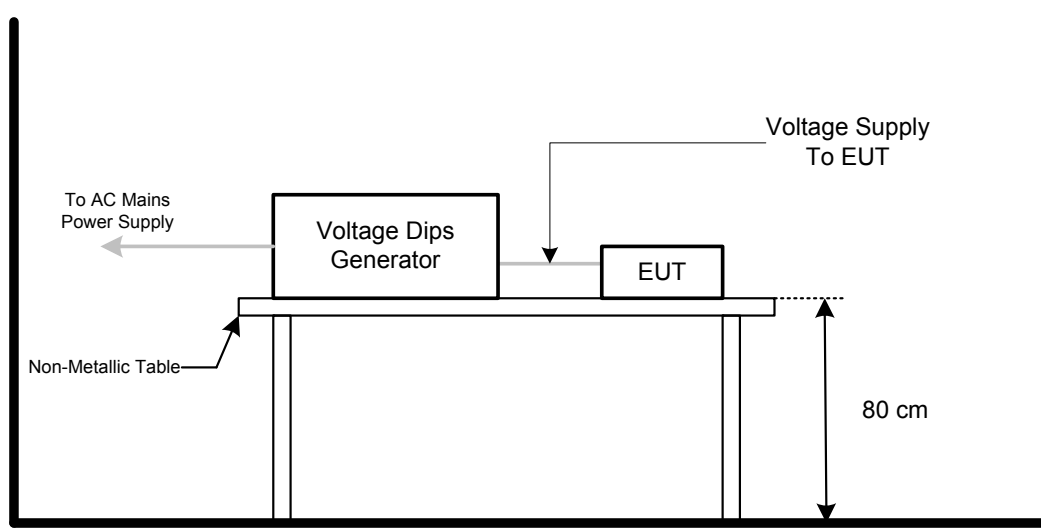 Voltage Supply
To EUT
To AC Mains
Power Supply
Voltage Dips
Generator
EUT
Non-Metallic Table
80 cm